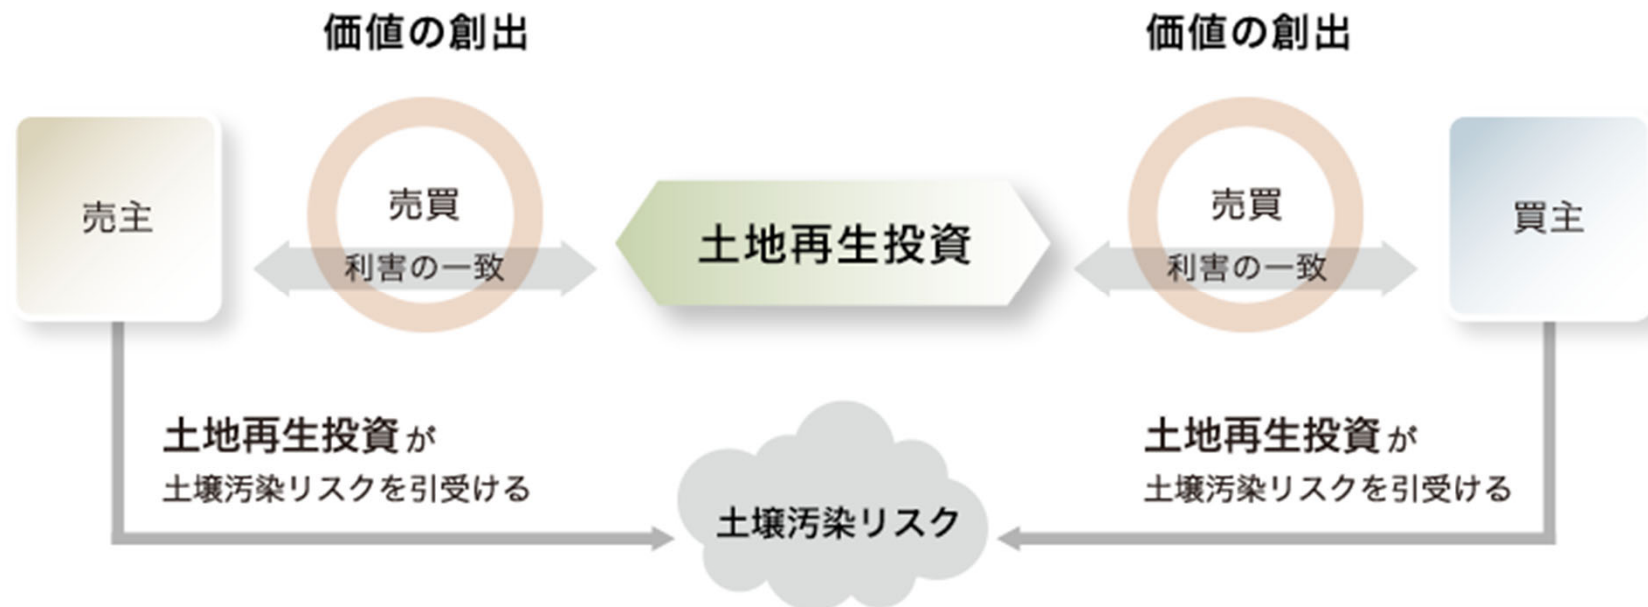 価値の創出
価値の創出
売主
売買
利害の一致
土地再生投資
売買
利害の一致
買主
土地再生投資が
土壌汚染リスクを引受ける
土壌汚染リスク
土地再生投資が
土壌汚染リスクを引受ける